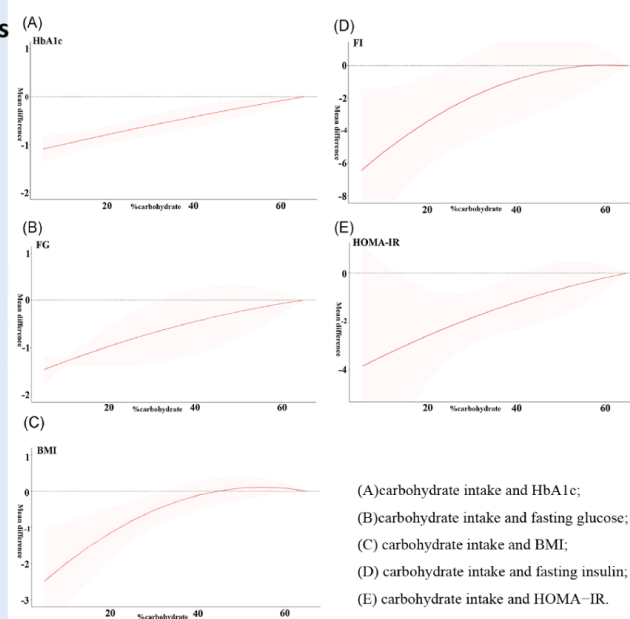 s
(A)
HbA1c
1
0
-1
-2
Mean difference
20
%carbohydrate
40
60
(B)
FG
1
0
-1
-2
Mean difference
20
%carbohydrate
40
60
(C)
BMI
1
0
-1
-2
-3
Mean difference
20
%carbohydrate
40
60
(D)
FI
0
-2
-4
-6
-8
Mean difference
20
%carbohydrate
40
60
(E)
HOMA-IR
0
-2
-4
Mean difference
20
%carbohydrate
40
60
(A)carbohydrate intake and HbA1c;
(B)carbohydrate intake and fasting glucose;
(C) carbohydrate intake and BMI;
(D) carbohydrate intake and fasting insulin;
(E) carbohydrate intake and HOMA−IR.